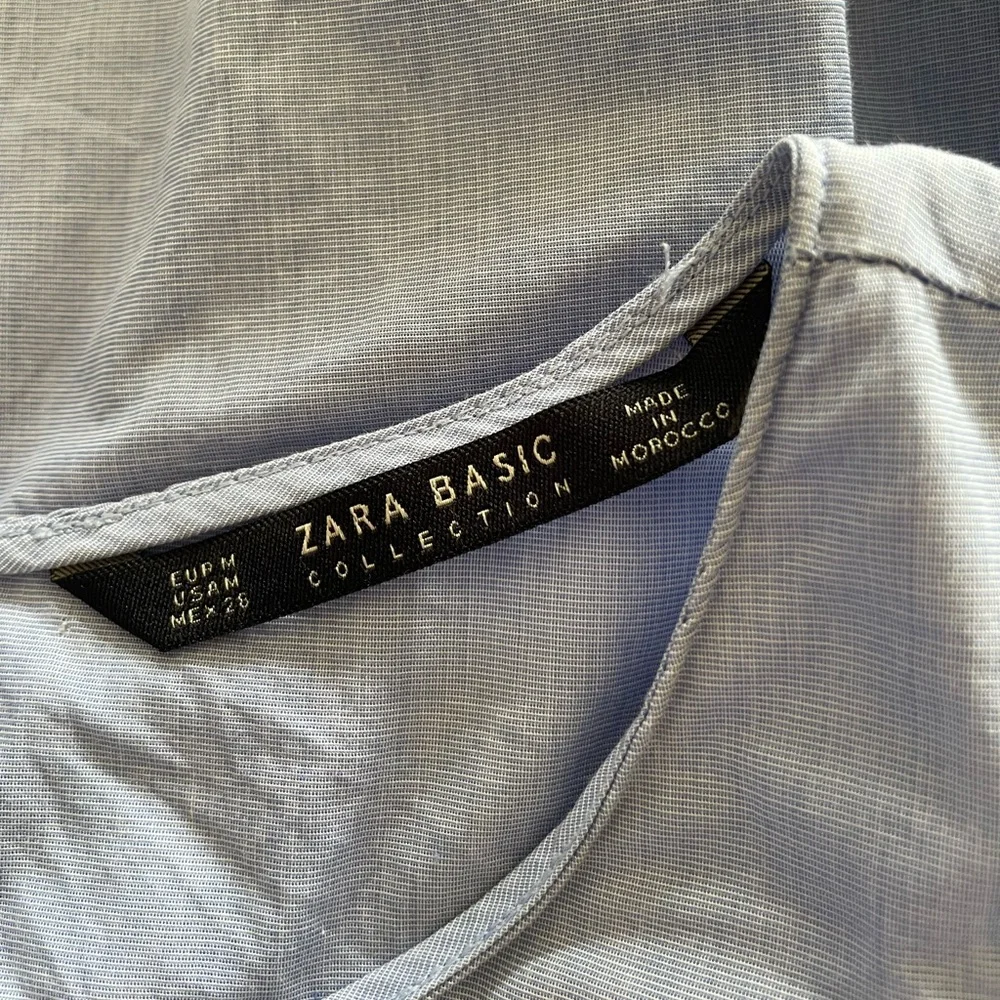 EUR M
USA M
MEX 28
ZARA BASIC
COLLECTION
MADE
IN
MOROCCO